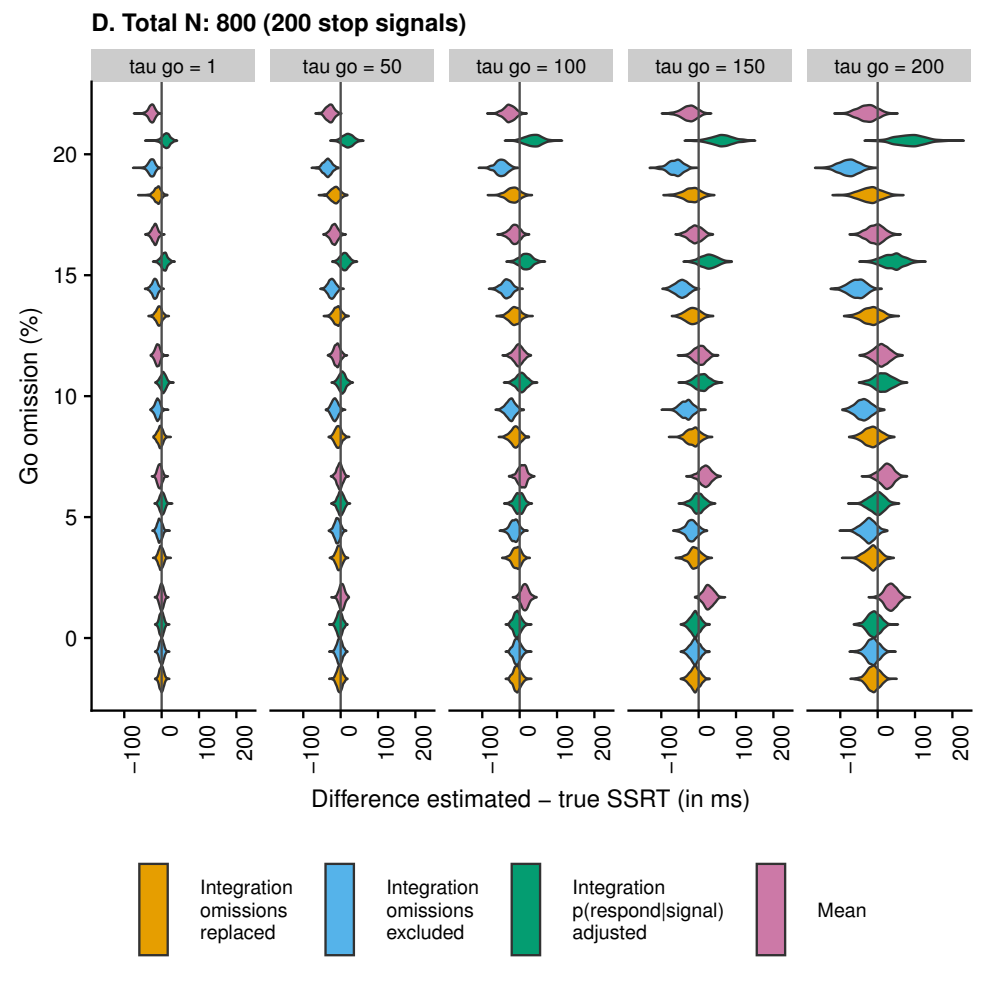 D. Total N: 800 (200 stop signals)
tau go = 1
tau go = 50
tau go = 100
tau go = 150
tau go = 200
Go omission (%)
20
15
10
5
0
−100 0 100 200
−100 0 100 200
−100 0 100 200
−100 0 100 200
−100 0 100 200
Difference estimated − true SSRT (in ms)
Integration
omissions
replaced
Integration
omissions
excluded
Integration
p(respond|signal)
adjusted
Mean